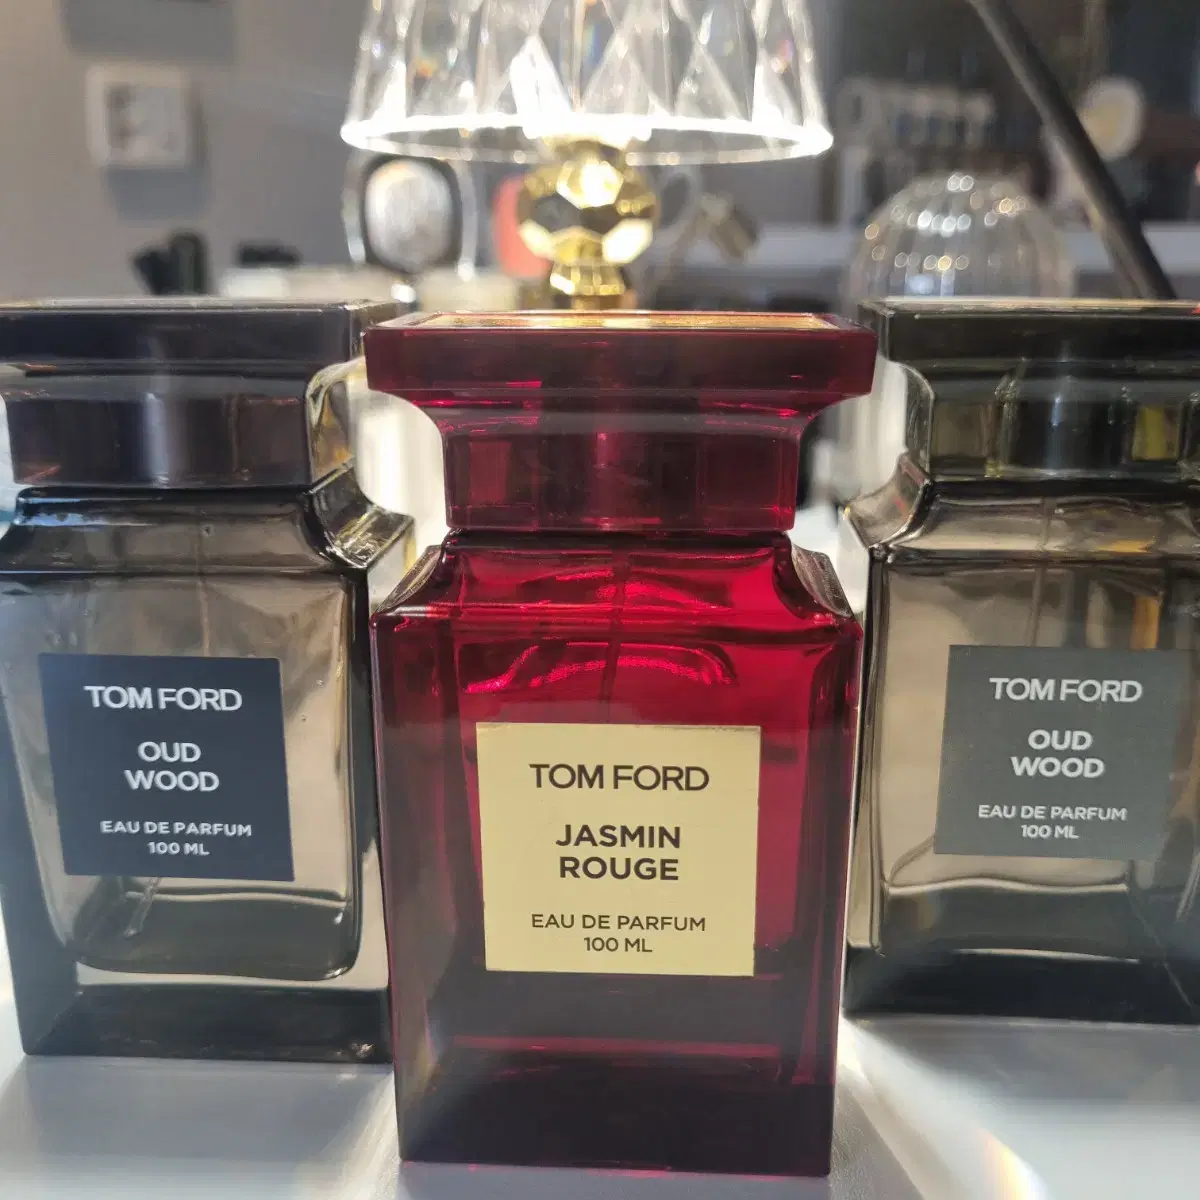 TOM FORD
OUD
WOOD
EAU DE PARFUM
100 ML
TOM FORD
JASMIN
ROUGE
EAU DE PARFUM
100 ML
TOM FORD
OUD
WOOD
EAU DE PARFUM
100 ML